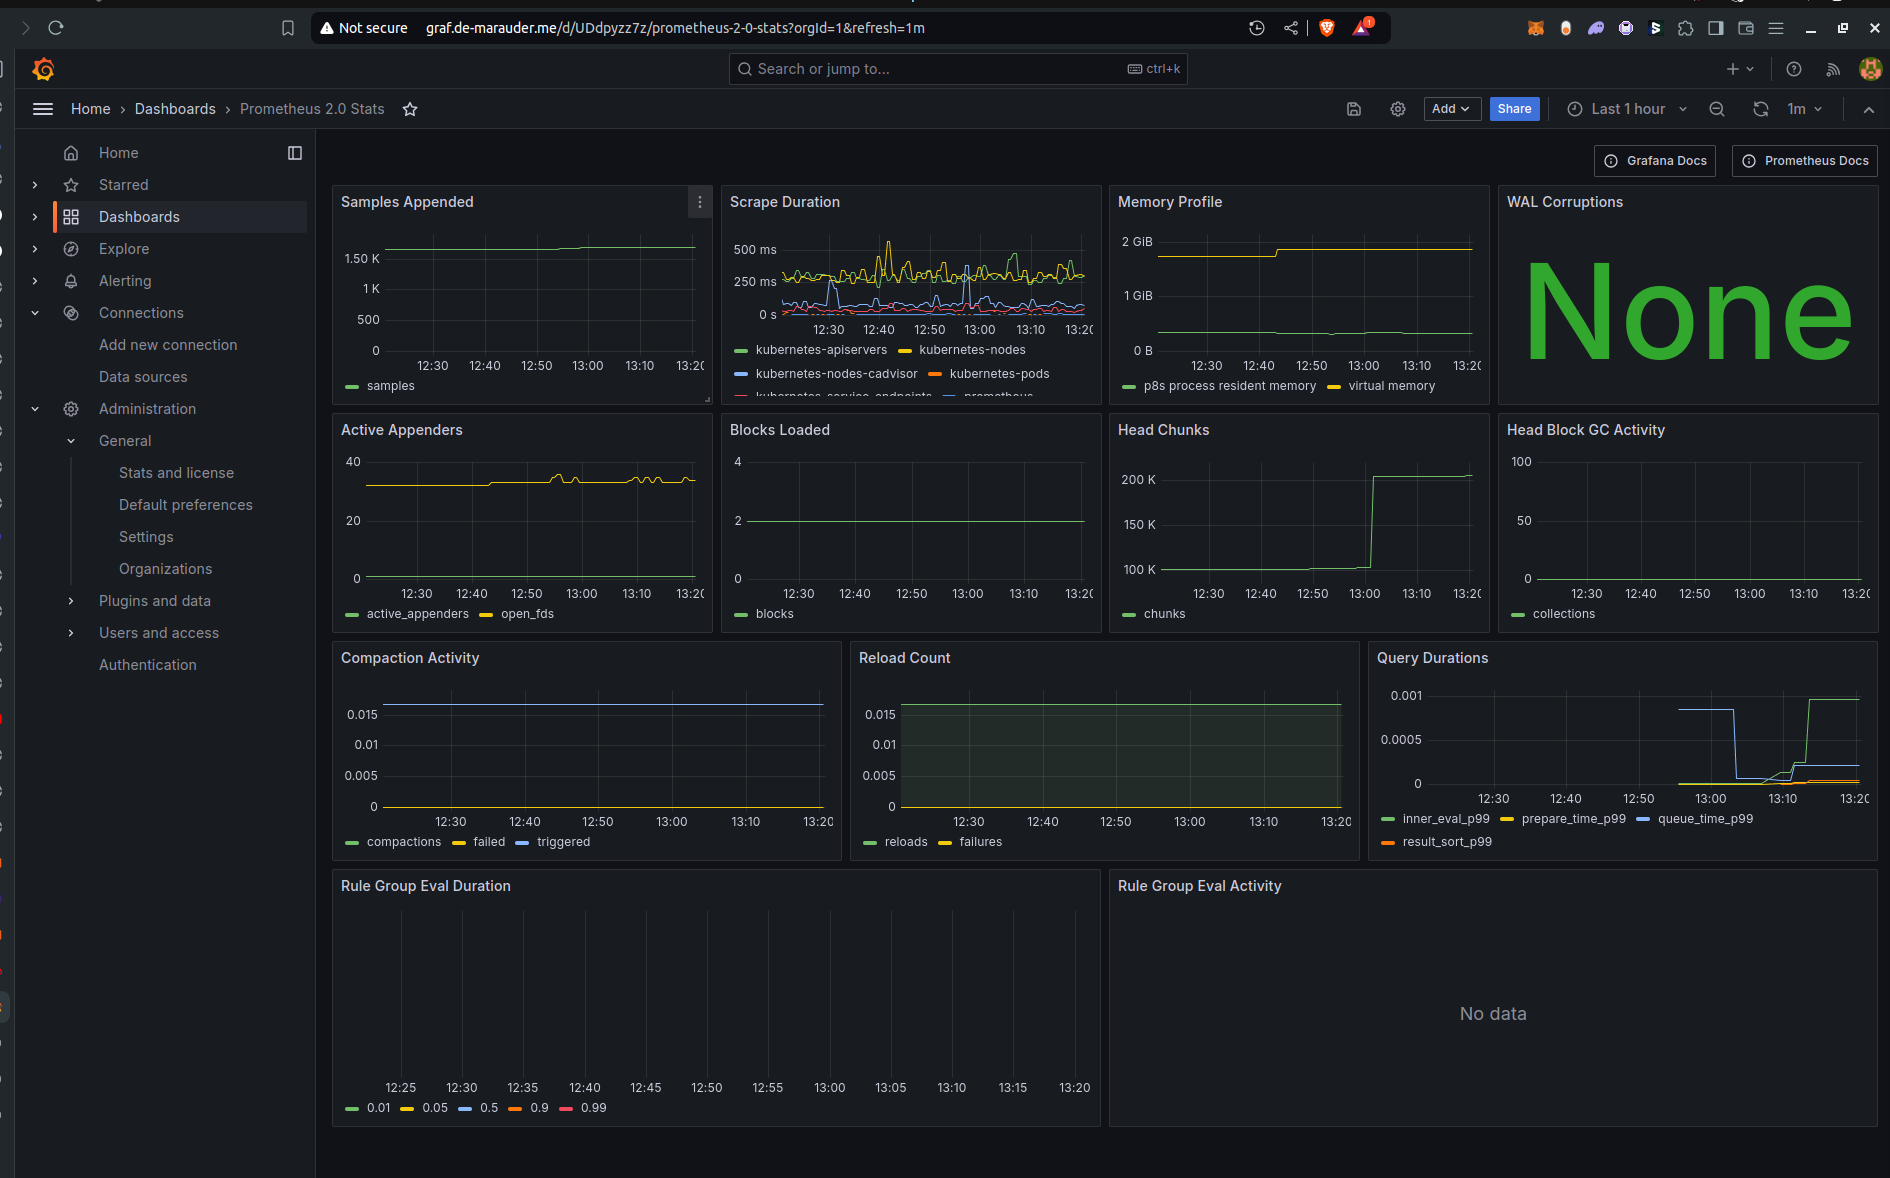 Not secure graf.de-marauder.me/d/UDdpyzz7z/prometheus-2-0-stats?orgId=1&refresh=1m 1
Search or jump to... ctrl+k
Home › Dashboards › Prometheus 2.0 Stats Add Share Last 1 hour 1m
Home
Starred
Dashboards
Explore
Alerting
Connections
Add new connection
Data sources
Administration
General
Stats and license
Default preferences
Settings
Organizations
Plugins and data
Users and access
Authentication
Grafana Docs Prometheus Docs
Samples Appended
1.50 K
1 K
500
0
12:30 12:40 12:50 13:00 13:10 13:20
samples
Scrape Duration
500 ms
250 ms
0 s
12:30 12:40 12:50 13:00 13:10 13:20
kubernetes-apiservers kubernetes-nodes
kubernetes-nodes-cadvisor kubernetes-pods
kubernetes-service-endpoints prometheus
Memory Profile
2 GiB
1 GiB
0 B
12:30 12:40 12:50 13:00 13:10 13:20
p8s process resident memory virtual memory
WAL Corruptions
None
Active Appenders
40
20
0
12:30 12:40 12:50 13:00 13:10 13:20
active_appenders open_fds
Blocks Loaded
4
2
0
12:30 12:40 12:50 13:00 13:10 13:20
blocks
Head Chunks
200 K
150 K
100 K
12:30 12:40 12:50 13:00 13:10 13:20
chunks
Head Block GC Activity
100
50
0
12:30 12:40 12:50 13:00 13:10 13:20
collections
Compaction Activity
0.015
0.01
0.005
0
12:30 12:40 12:50 13:00 13:10 13:20
compactions failed triggered
Reload Count
0.015
0.01
0.005
0
12:30 12:40 12:50 13:00 13:10 13:20
reloads failures
Query Durations
0.001
0.0005
0
12:30 12:40 12:50 13:00 13:10 13:20
inner_eval_p99 prepare_time_p99 queue_time_p99
result_sort_p99
Rule Group Eval Duration
12:25 12:30 12:35 12:40 12:45 12:50 12:55 13:00 13:05 13:10 13:15 13:20
0.01 0.05 0.5 0.9 0.99
Rule Group Eval Activity
No data